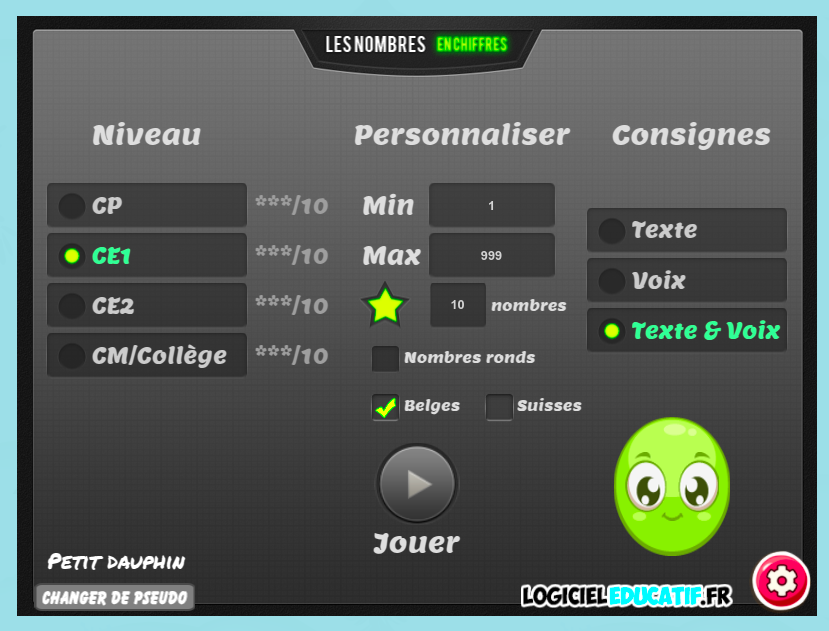 LES NOMBRES EN CHIFFRES
Niveau
CP ***/10
CE1 ***/10
CE2 ***/10
CM/Collège ***/10
Personnaliser
Min 1
Max 999
10 nombres
Nombres ronds
Belges Suisses
Jouer
Consignes
Texte
Voix
Texte & Voix
PETIT DAUPHIN
CHANGER DE PSEUDO
LOGICIELEDUCATIF.FR